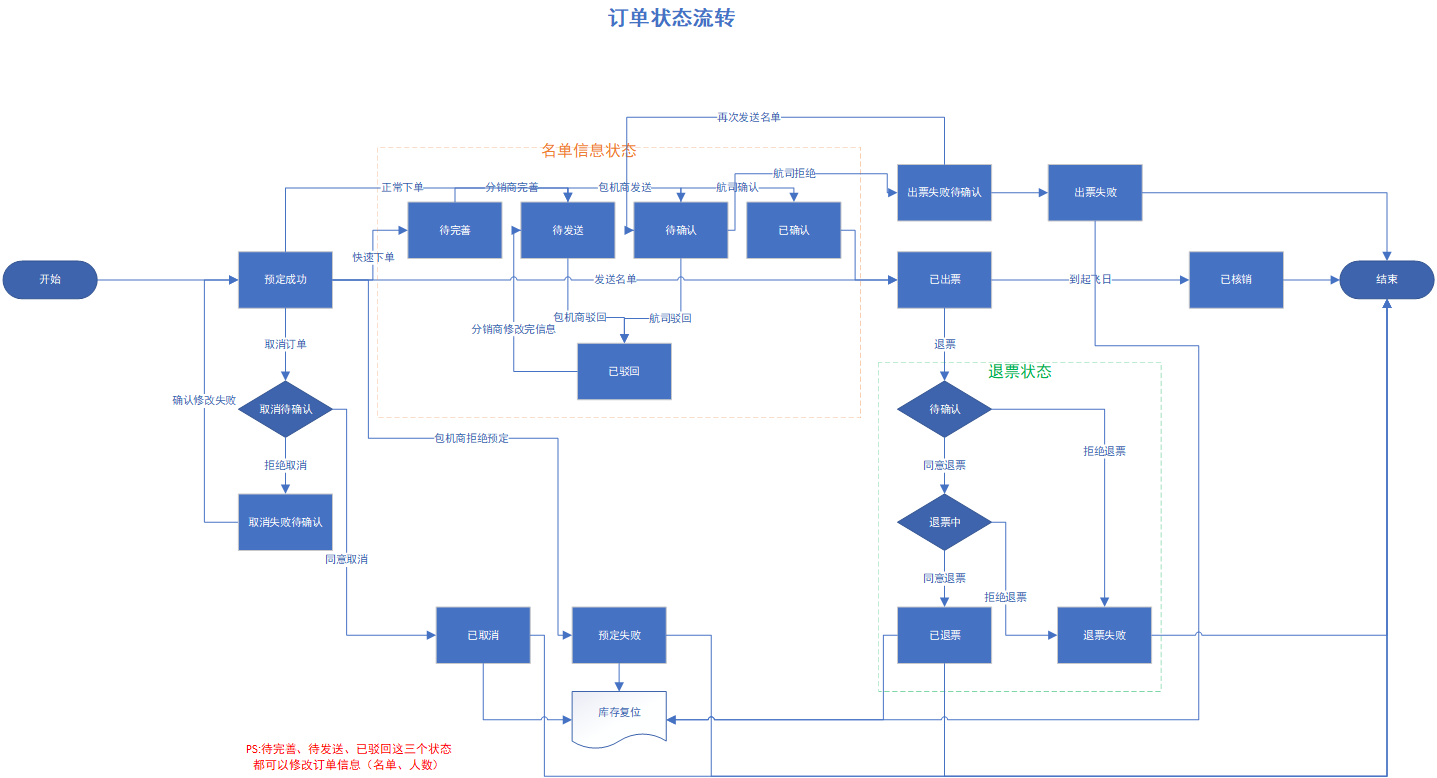 订单状态流转
再次发送名单
名单信息状态
航司拒绝
正常下单
分销商完善
包机商发送
航司确认
出票失败待确认
出票失败
待完善
待发送
待确认
已确认
快速下单
开始
预定成功
发送名单
已出票
到起飞日
已核销
结束
包机商驳回
航司驳回
分销商修改完信息
取消订单
退票
已驳回
退票状态
确认修改失败
取消待确认
待确认
包机商拒绝预定
拒绝退票
拒绝取消
同意退票
取消失败待确认
退票中
同意取消
同意退票
拒绝退票
已取消
预定失败
已退票
退票失败
库存复位
PS:待完善、待发送、已驳回这三个状态
都可以修改订单信息（名单、人数）